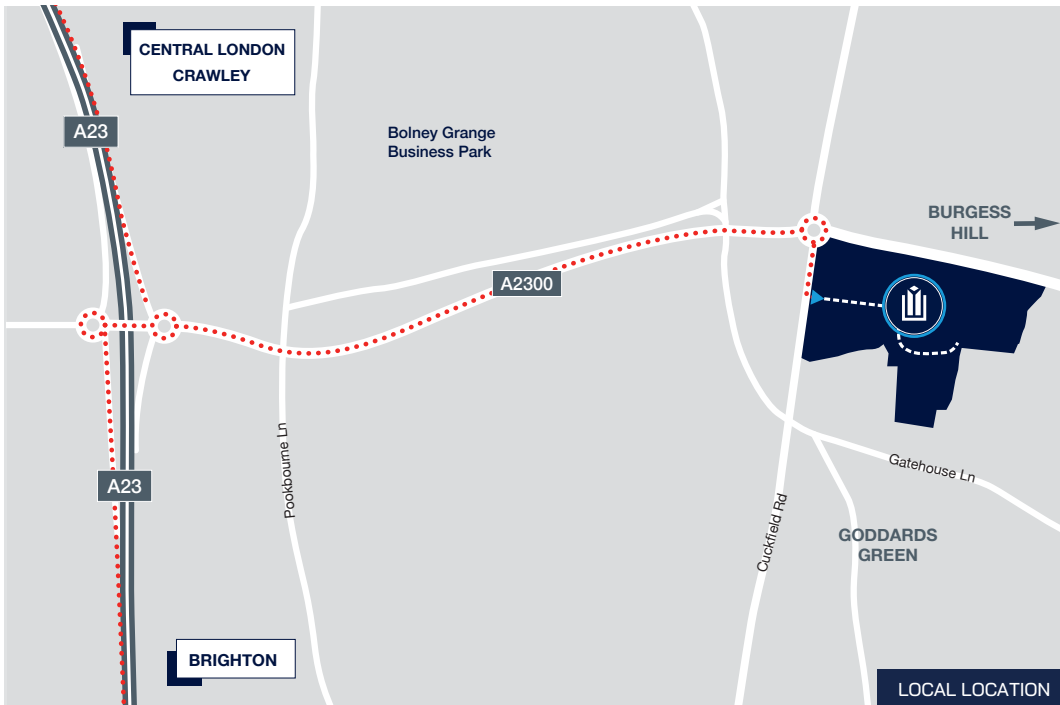 CENTRAL LONDON
CRAWLEY
A23
Bolney Grange
Business Park
BURGESS
HILL
A2300
A23
Pookbourne Ln
Gatehouse Ln
Cuckfield Rd
GODDARDS
GREEN
BRIGHTON
LOCAL LOCATION